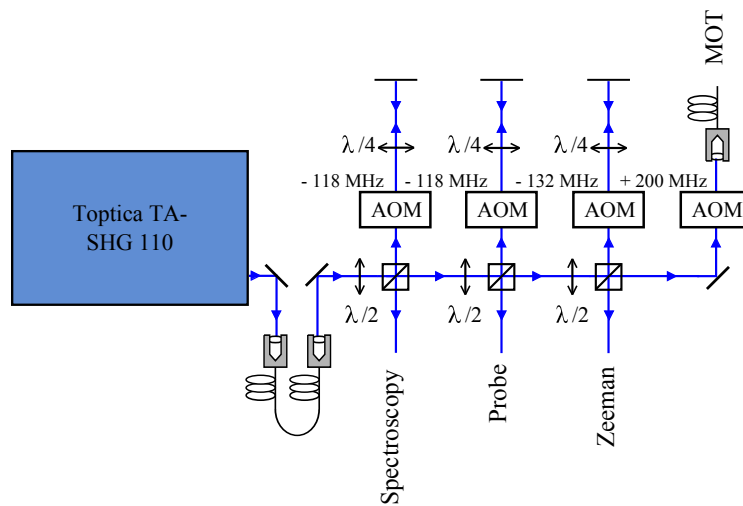 MOT
λ/4
λ/4
λ/4
- 118 MHz
- 118 MHz
- 132 MHz
+ 200 MHz
Toptica TA-
SHG 110
AOM
AOM
AOM
AOM
λ/2
λ/2
λ/2
Spectroscopy
Probe
Zeeman